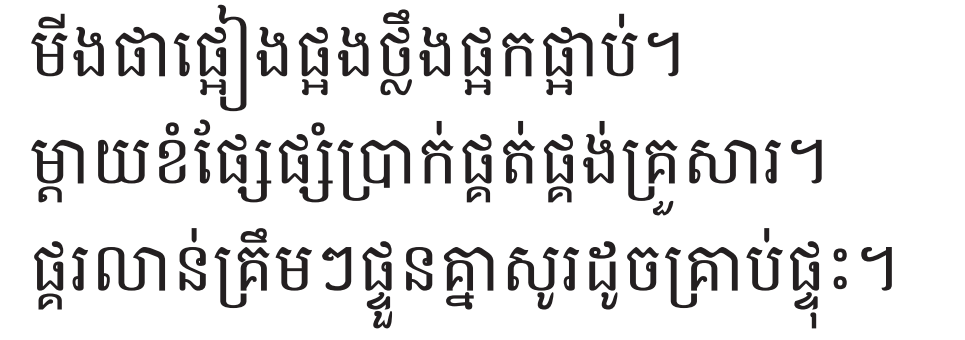 មីងផាផ្អៀងផ្អងថ្លឹងផ្អកផ្អាប់។
ម្តាយខំផ្សែផ្សំប្រាក់ផ្គត់ផ្គង់គ្រួសារ។
ផ្គរលាន់គ្រឹមៗផ្ទួនគ្នាសូរដូចគ្រាប់ផ្ទុះ។